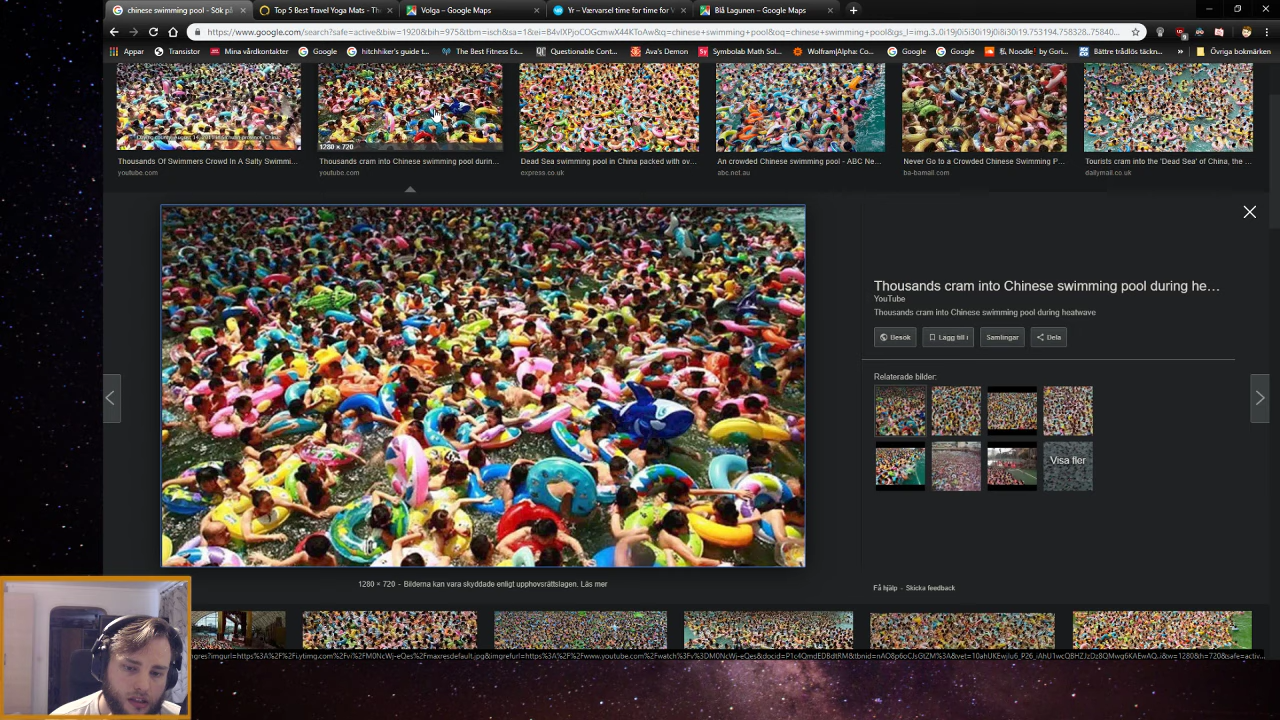 chinese swimming pool - Sök på
Top 5 Best Travel Yoga Mats - Th
Volga – Google Maps
Yr – Værvarsel time for time for V
Blå Lagunen – Google Maps
Appar
Transistor
Mina vårdkontakter
Google
hitchhiker's guide t...
The Best Fitness Ex...
Questionable Cont...
Ava's Demon
Symbolab Math Sol...
Wolfram|Alpha: Co...
Google
Google
Bättre trådlös täckn...
»
Övriga bokmärken
1280 × 720
Thousands Of Swimmers Crowd In A Salty Swimmi...
youtube.com
Thousands cram into Chinese swimming pool durin...
youtube.com
Dead Sea swimming pool in China packed with ov...
express.co.uk
An crowded Chinese swimming pool - ABC Ne...
abc.net.au
Never Go to a Crowded Chinese Swimming P...
ba-bamail.com
Tourists cram into the 'Dead Sea' of China, the ...
dailymail.co.uk
Thousands cram into Chinese swimming pool during he...
YouTube
Thousands cram into Chinese swimming pool during heatwave
Besök
Lägg till i
Samlingar
Dela
Relaterade bilder:
Visa fler
1280 × 720 - Bilderna kan vara skyddade enligt upphovsrättslagen. Läs mer
Få hjälp - Skicka feedback